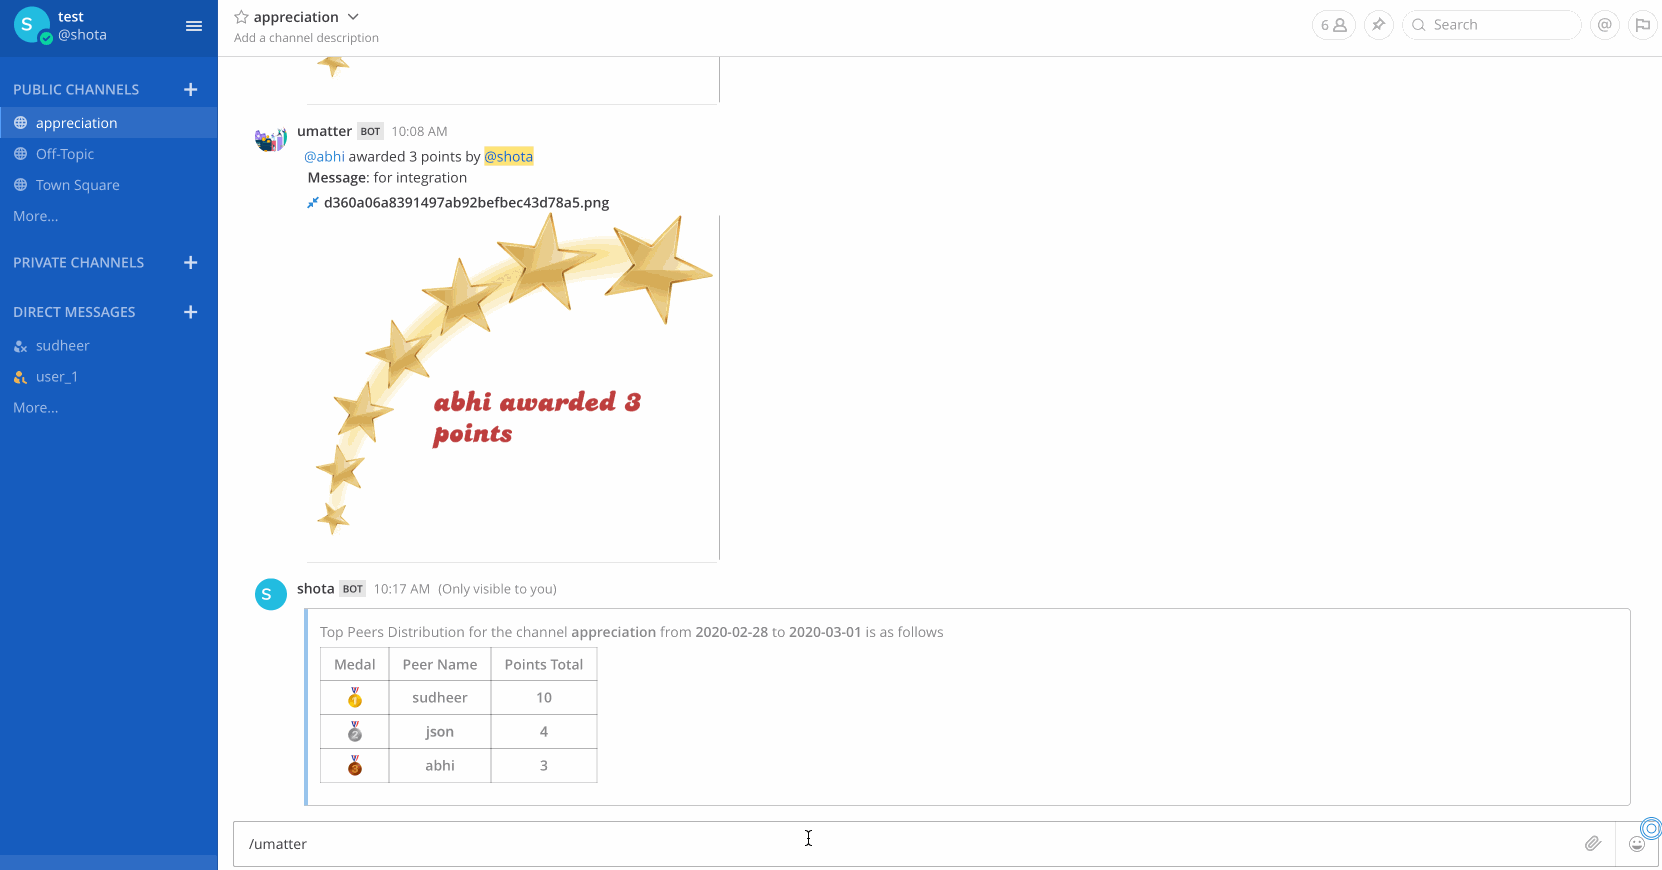 S
test
@shota
PUBLIC CHANNELS
appreciation
Off-Topic
Town Square
More...
PRIVATE CHANNELS
DIRECT MESSAGES
sudheer
user_1
More...
appreciation
Add a channel description
6
Search
@
umatter BOT 10:08 AM
@abhi awarded 3 points by @shota
Message: for integration
d360a06a8391497ab92befbec43d78a5.png
abhi awarded 3
points
S
shota BOT 10:17 AM (Only visible to you)
Top Peers Distribution for the channel appreciation from 2020-02-28 to 2020-03-01 is as follows
Medal Peer Name Points Total
1 sudheer 10
2 json 4
3 abhi 3
/umatter